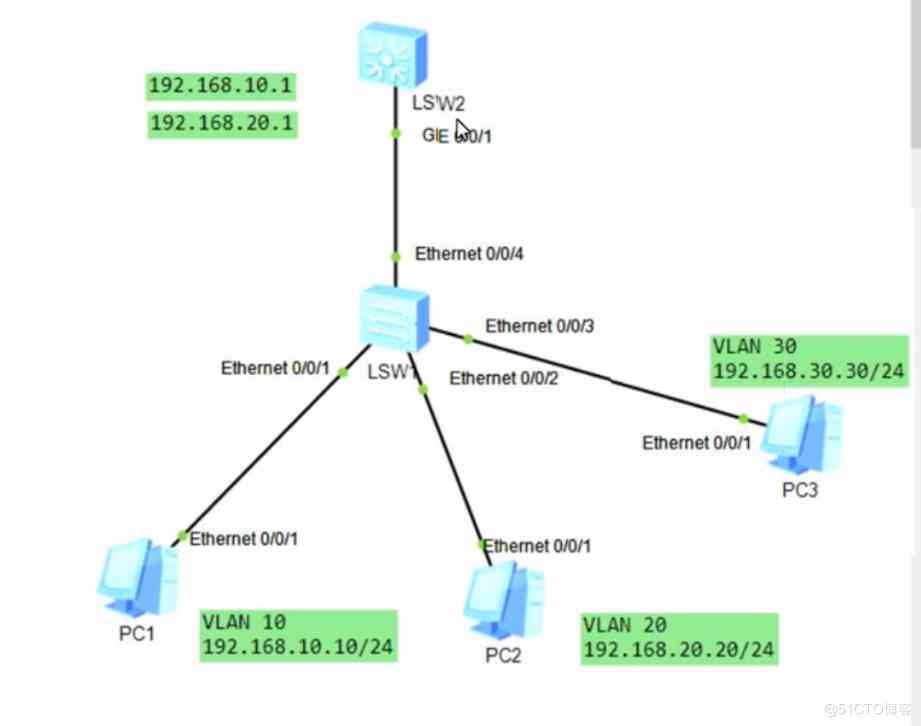 192.168.10.1
192.168.20.1
LSW2
GE 0/0/1
Ethernet 0/0/4
Ethernet 0/0/3
Ethernet 0/0/1
LSW1
Ethernet 0/0/2
VLAN 30
192.168.30.30/24
Ethernet 0/0/1
PC3
Ethernet 0/0/1
Ethernet 0/0/1
PC1
VLAN 10
192.168.10.10/24
PC2
VLAN 20
192.168.20.20/24
@51CTO博客